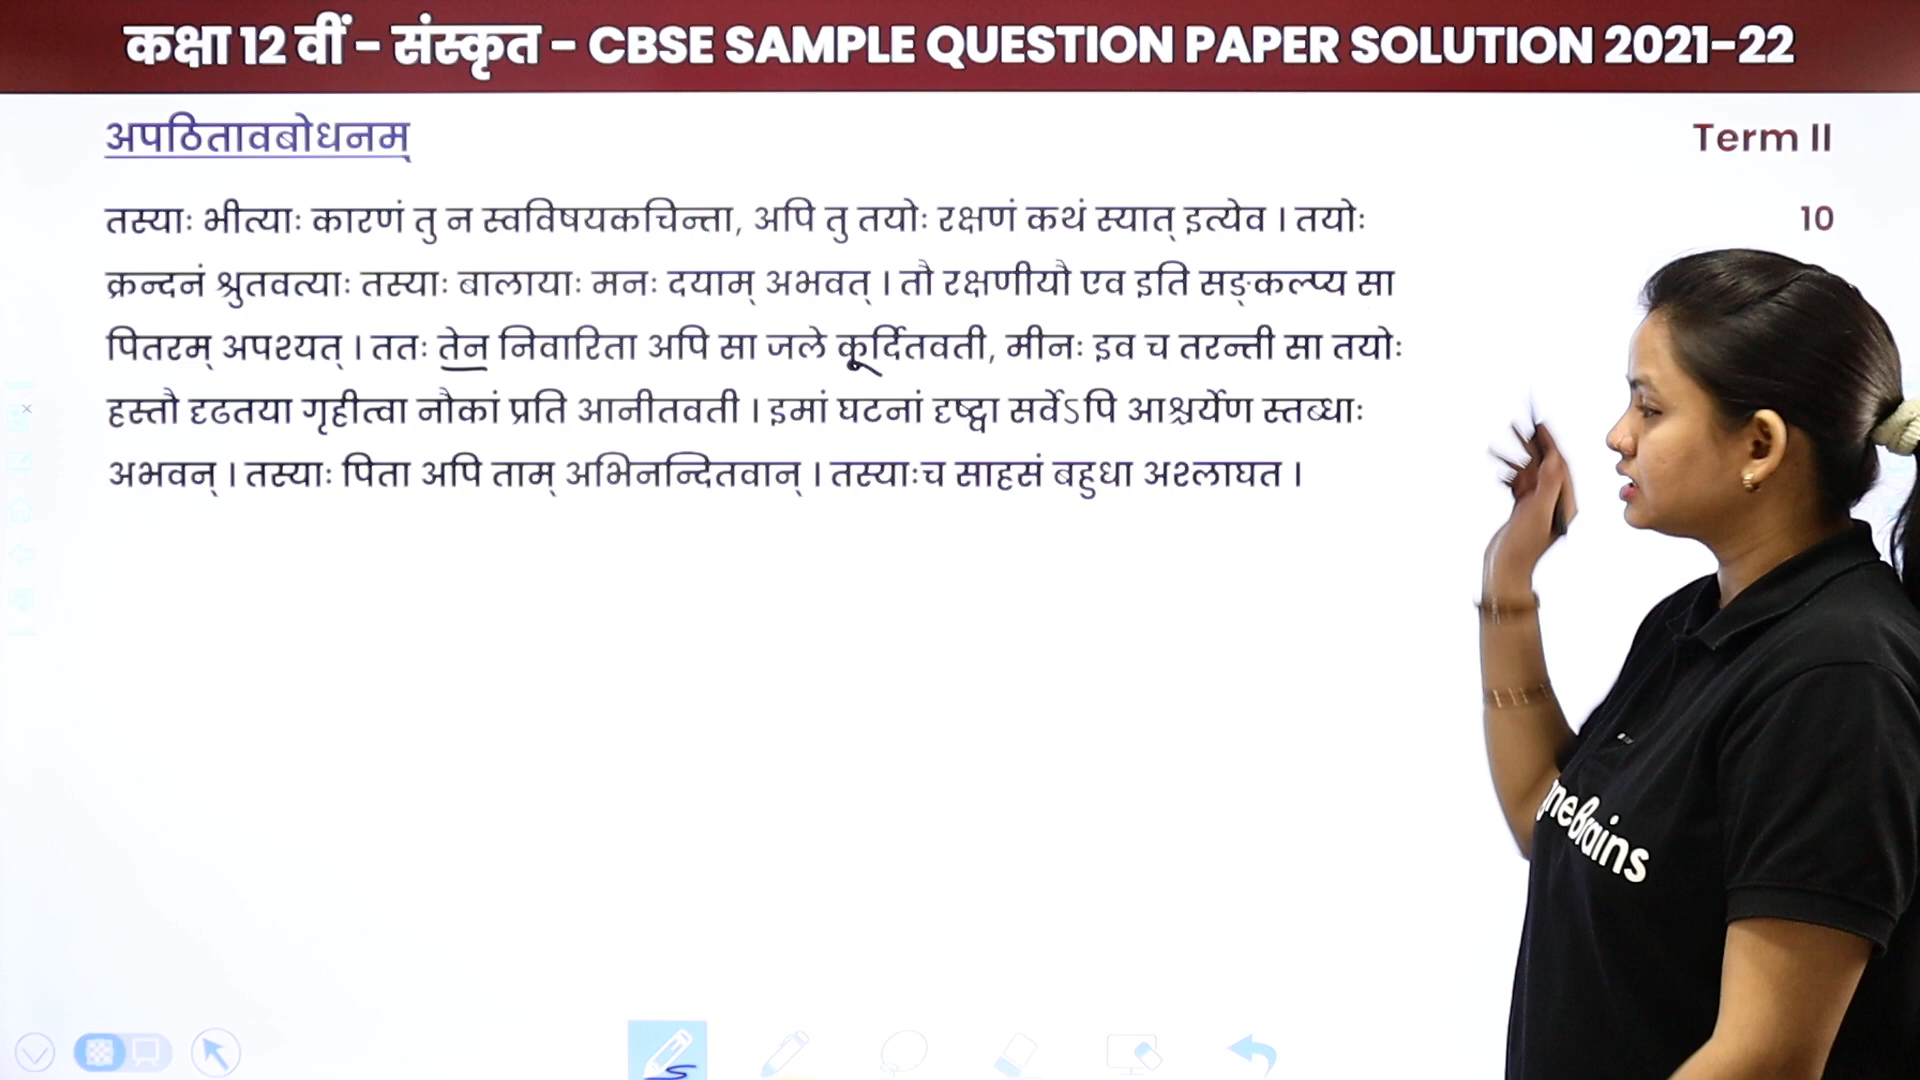 कक्षा 12 वीं - संस्कृत - CBSE SAMPLE QUESTION PAPER SOLUTION 2021-22
अपठितावबोधनम्
Term II
तस्याः भीत्याः कारणं तु न स्वविषयकचिन्ता, अपि तु तयोः रक्षणं कथं स्यात् इत्येव । तयोः
10
क्रन्दनं श्रुतवत्याः तस्याः बालायाः मनः दयाम् अभवत् । तौ रक्षणीयौ एव इति सङ्कल्प्य सा
पितरम् अपश्यत् । ततः तेन निवारिता अपि सा जले कूर्दितवती, मीनः इव च तरन्ती सा तयोः
हस्तौ दृढतया गृहीत्वा नौकां प्रति आनीतवती । इमां घटनां दृष्ट्वा सर्वेऽपि आश्चर्येण स्तब्धाः
अभवन् । तस्याः पिता अपि ताम् अभिनन्दितवान् । तस्याःच साहसं बहुधा अश्लाघत ।